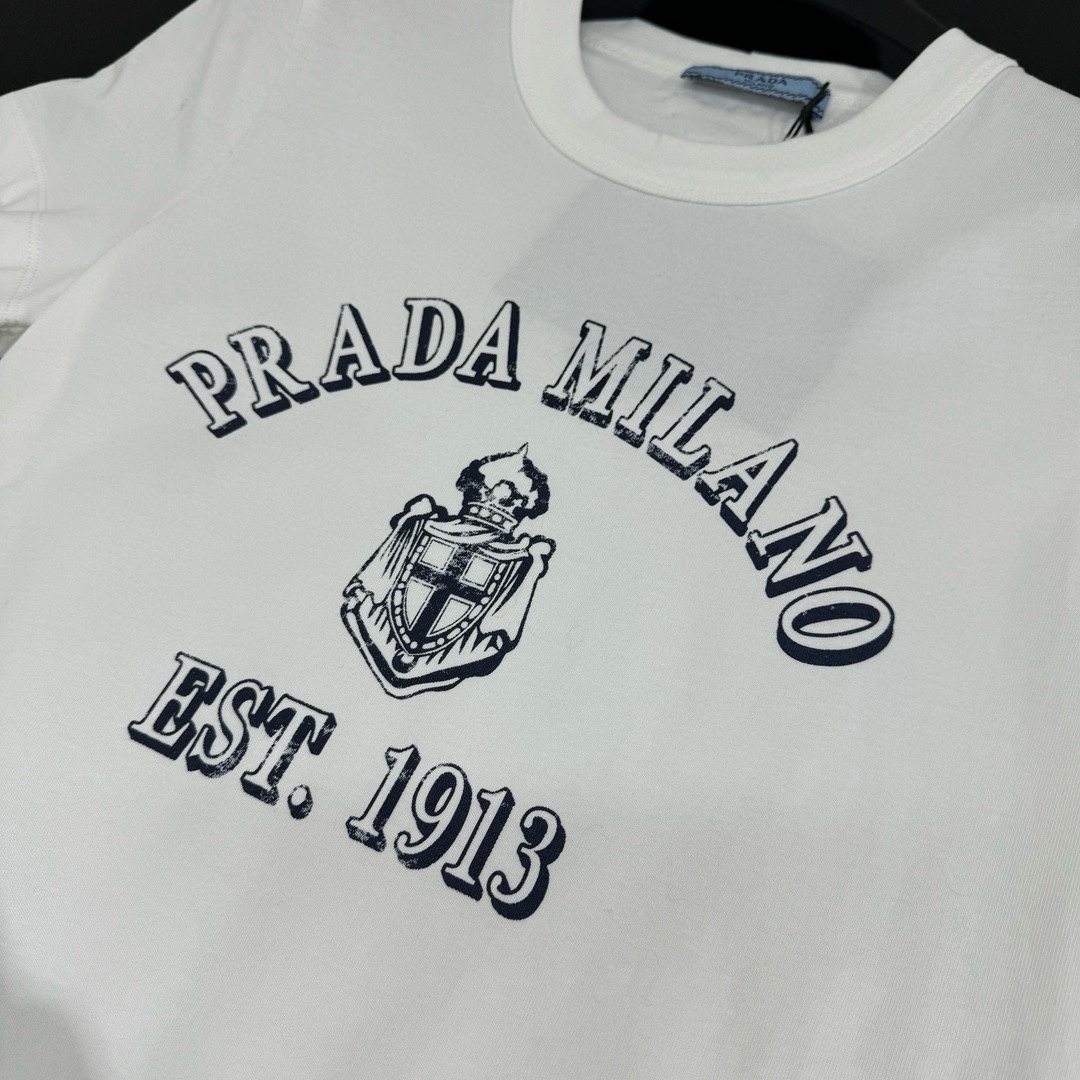 PRADA
PRADA MILANO
EST. 1913